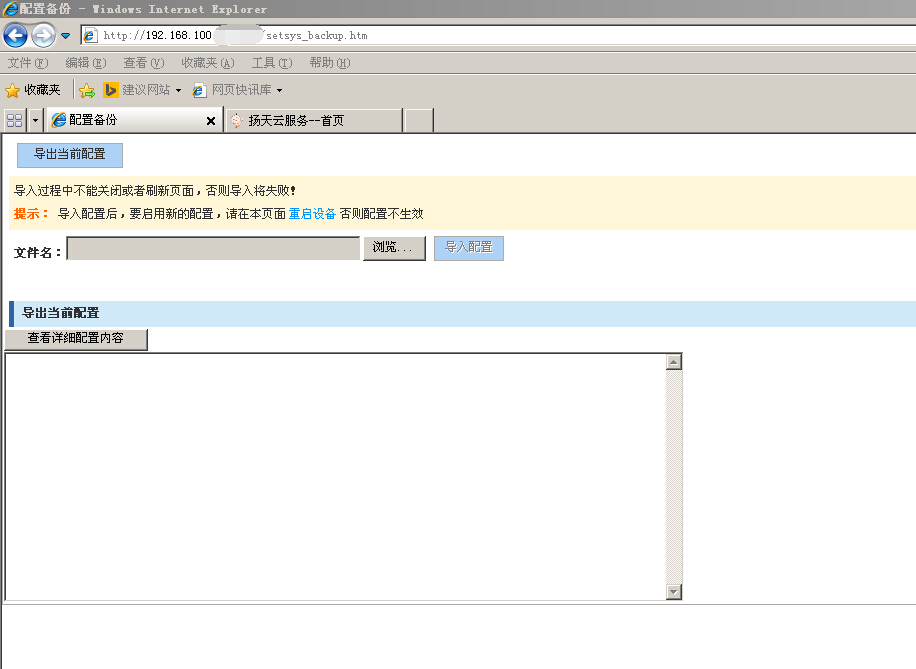 配置备份 - Windows Internet Explorer
http://192.168.100 /setsys_backup.htm
文件(F) 编辑(E) 查看(V) 收藏夹(A) 工具(T) 帮助(H)
收藏夹 建议网站 网页快讯库
配置备份 扬天云服务--首页
导出当前配置
导入过程中不能关闭或者刷新页面，否则导入将失败！
提示： 导入配置后，要启用新的配置，请在本页面 重启设备 否则配置不生效
文件名： 浏览... 导入配置
导出当前配置
查看详细配置内容